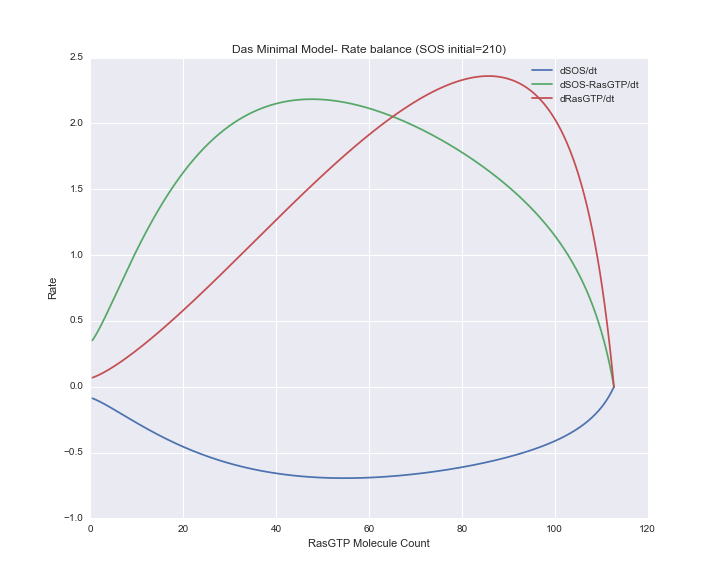 Das Minimal Model- Rate balance (SOS initial=210)
dSOS/dt
dSOS-RasGTP/dt
dRasGTP/dt
2.5
2.0
1.5
1.0
0.5
0.0
−0.5
−1.0
Rate
0 20 40 60 80 100 120
RasGTP Molecule Count